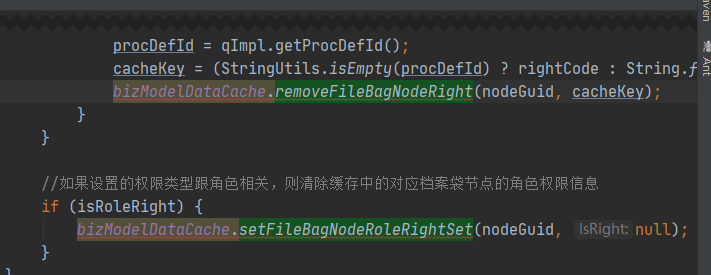 procDefId = qImpl.getProcDefId();
cacheKey = (StringUtils.isEmpty(procDefId) ? rightCode : String.f
bizModelDataCache.removeFileBagNodeRight(nodeGuid, cacheKey);
}
}
//如果设置的权限类型跟角色相关，则清除缓存中的对应档案袋节点的角色权限信息
if (isRoleRight) {
bizModelDataCache.setFileBagNodeRoleRightSet(nodeGuid, IsRight: null);
}
aven
Ant